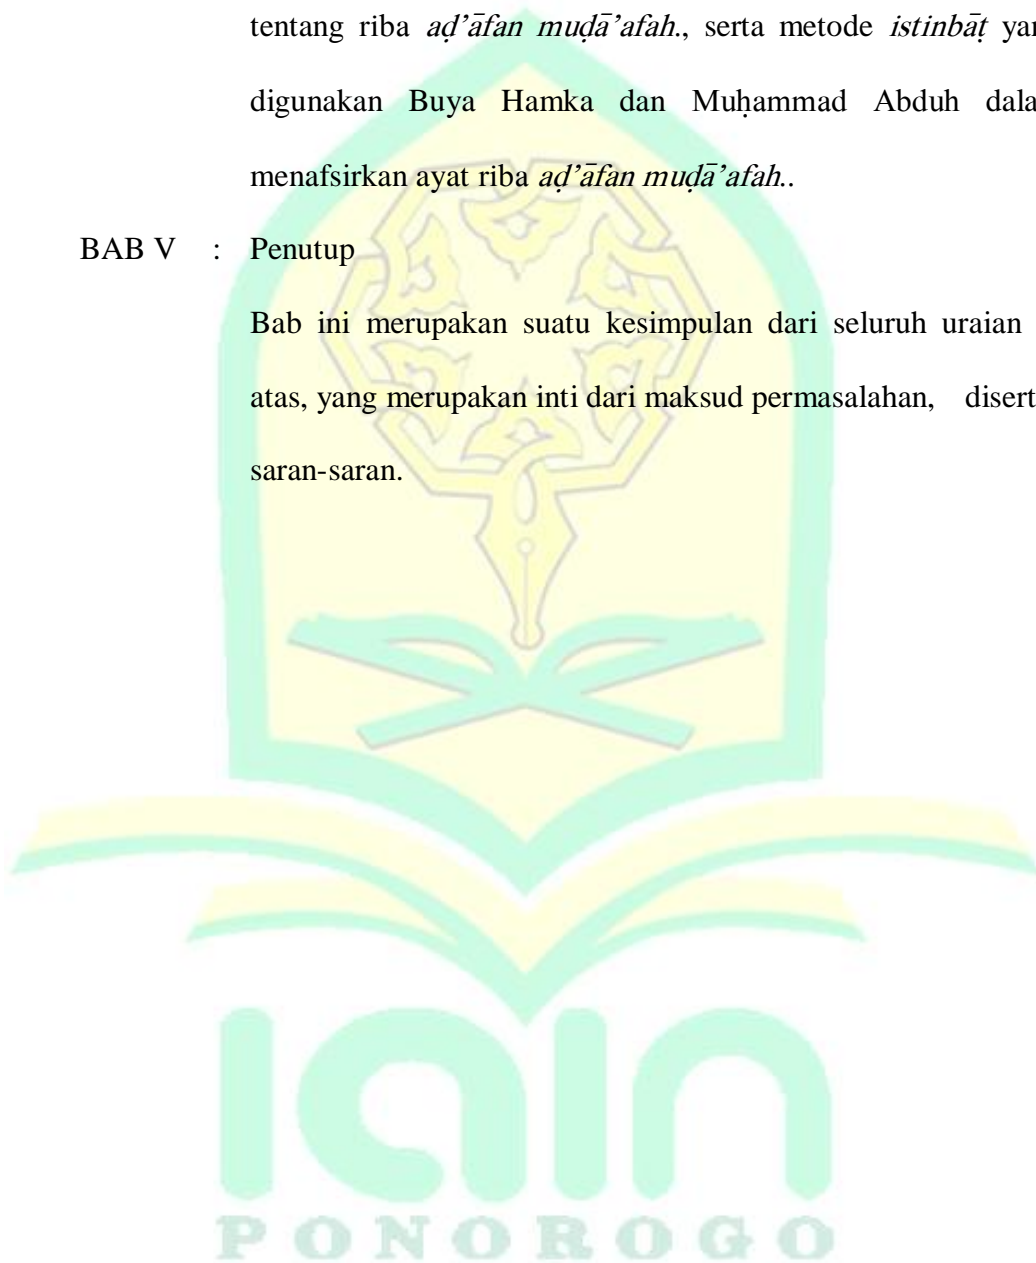 tentang riba aḍ’āfan muḍā’afah., serta metode istinbāṭ yan
digunakan Buya Hamka dan Muḥammad Abduh dala
menafsirkan ayat riba aḍ’āfan muḍā’afah..
BAB V : Penutup
Bab ini merupakan suatu kesimpulan dari seluruh uraian
atas, yang merupakan inti dari maksud permasalahan, disert
saran-saran.
iain
PONOROGO